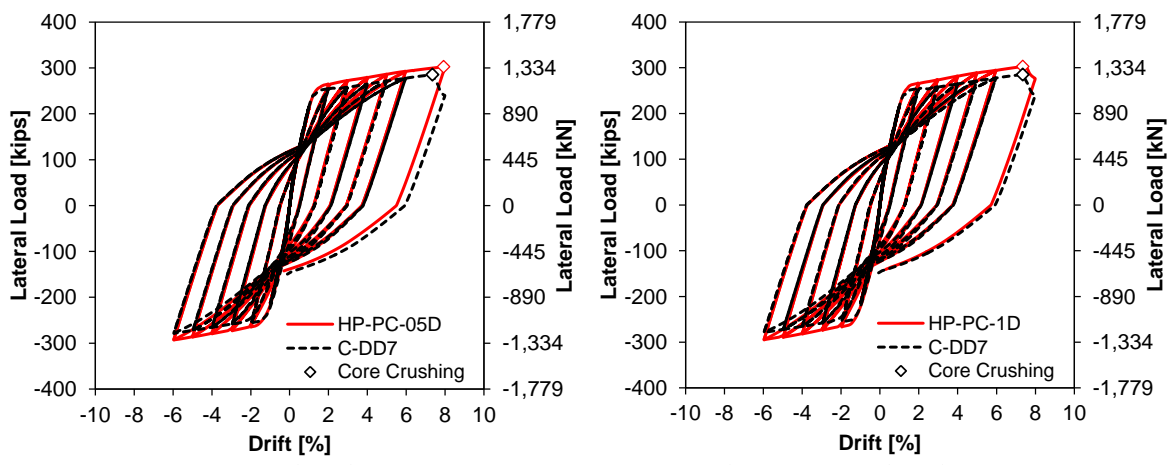 400
300
200
100
0
-100
-200
-300
-400
Lateral Load [kips]
1,779
1,334
890
445
0
-445
-890
-1,334
-1,779
Lateral Load [kN]
HP-PC-05D
C-DD7
Core Crushing
-10 -8 -6 -4 -2 0 2 4 6 8 10
Drift [%]
400
300
200
100
0
-100
-200
-300
-400
Lateral Load [kips]
1,779
1,334
890
445
0
-445
-890
-1,334
-1,779
Lateral Load [kN]
HP-PC-1D
C-DD7
Core Crushing
-10 -8 -6 -4 -2 0 2 4 6 8 10
Drift [%]